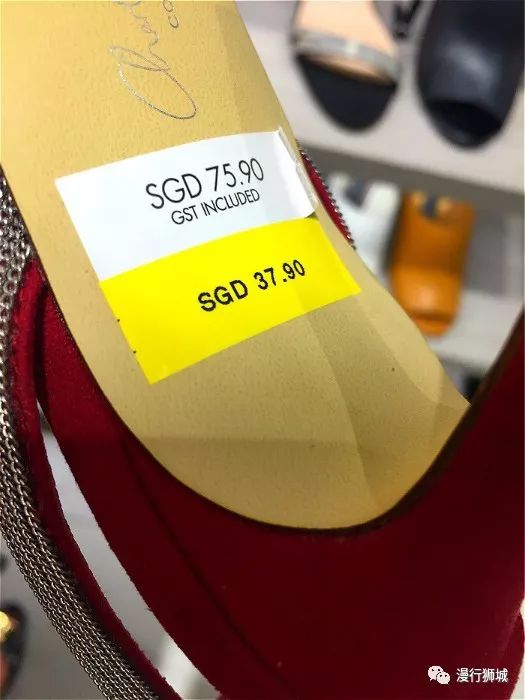 SGD 75.90
GST INCLUDED
SGD 37.90
漫行狮城